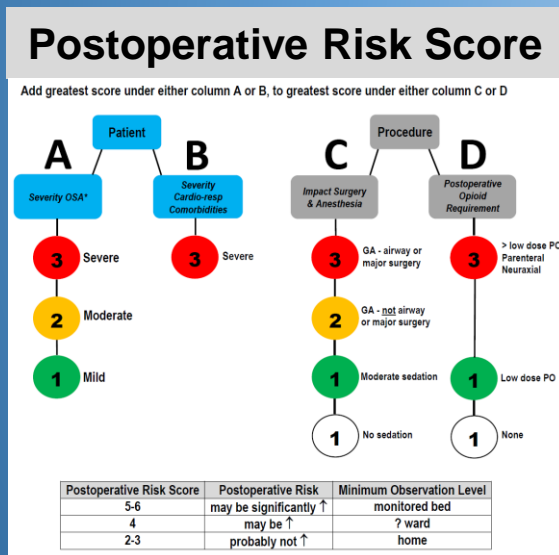 Postoperative Risk Score
Add greatest score under either column A or B, to greatest score under either column C or D
Patient
Procedure
A
B
C
D
Severity OSA*
Severity
Cardio-resp
Comorbidities
Impact Surgery
& Anesthesia
Postoperative
Opioid
Requirement
3 Severe
3 Severe
GA - airway or
major surgery
3
3
> low dose PO
Parenteral
Neuraxial
2 Moderate
2
GA - not airway
or major surgery
1 Mild
1 Moderate sedation
1 Low dose PO
1 No sedation
1 None
Postoperative Risk Score Postoperative Risk Minimum Observation Level
5-6 may be significantly ↑ monitored bed
4 may be ↑ ? ward
2-3 probably not ↑ home